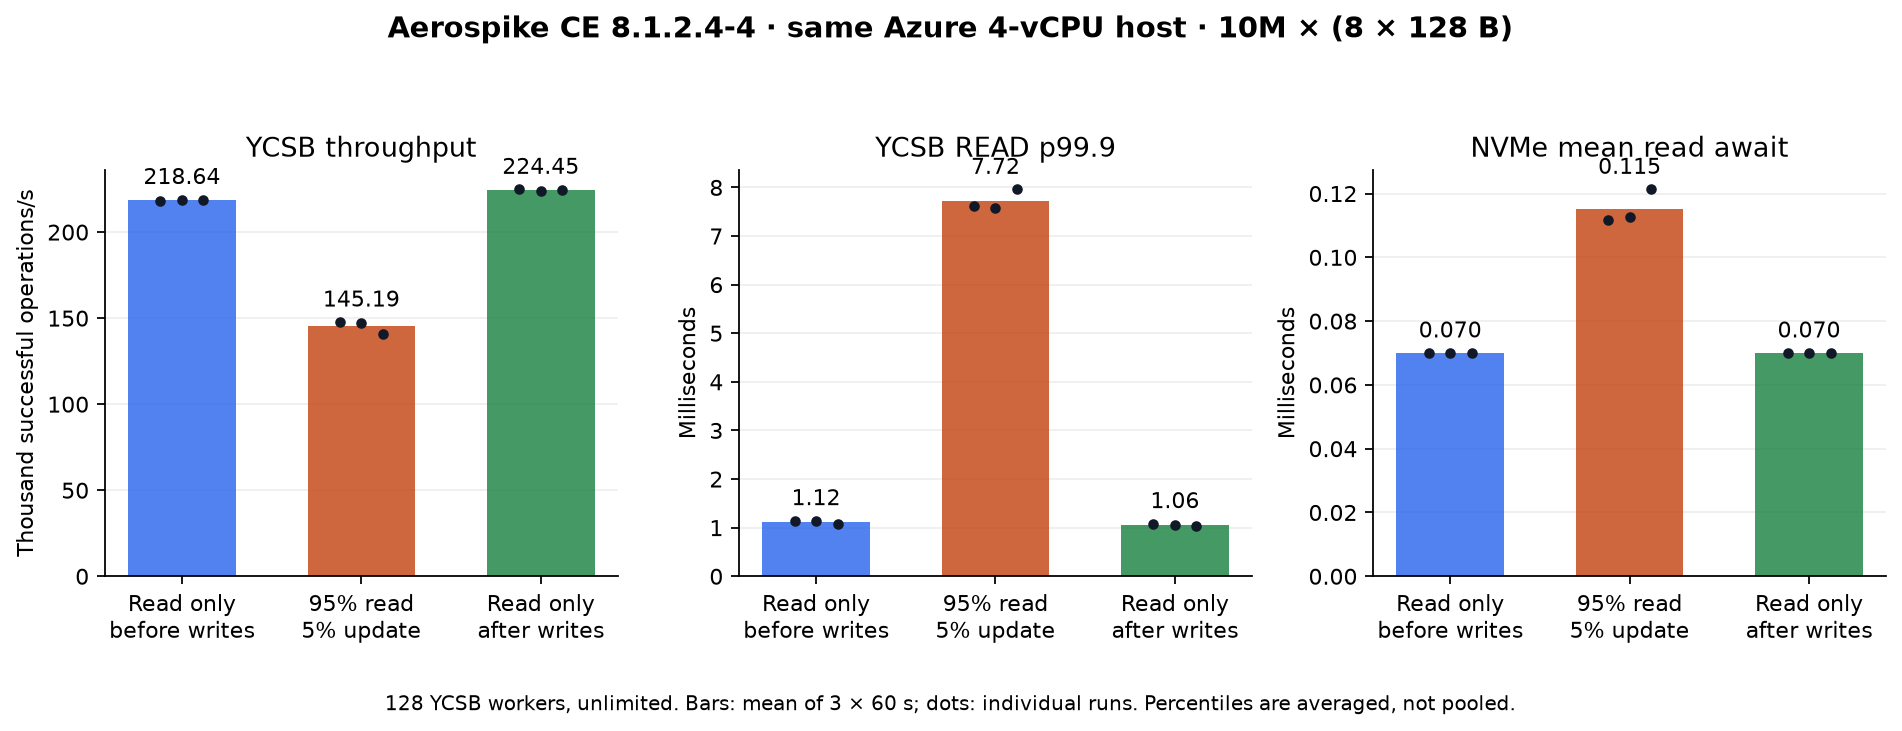 Aerospike CE 8.1.2.4-4 · same Azure 4-vCPU host · 10M × (8 × 128 B)
YCSB throughput
Thousand successful operations/s
200
150
100
50
0
218.64
145.19
224.45
Read only
before writes
95% read
5% update
Read only
after writes
YCSB READ p99.9
Milliseconds
8
7
6
5
4
3
2
1
0
1.12
7.72
1.06
Read only
before writes
95% read
5% update
Read only
after writes
NVMe mean read await
Milliseconds
0.12
0.10
0.08
0.06
0.04
0.02
0.00
0.070
0.115
0.070
Read only
before writes
95% read
5% update
Read only
after writes
128 YCSB workers, unlimited. Bars: mean of 3 × 60 s; dots: individual runs. Percentiles are averaged, not pooled.